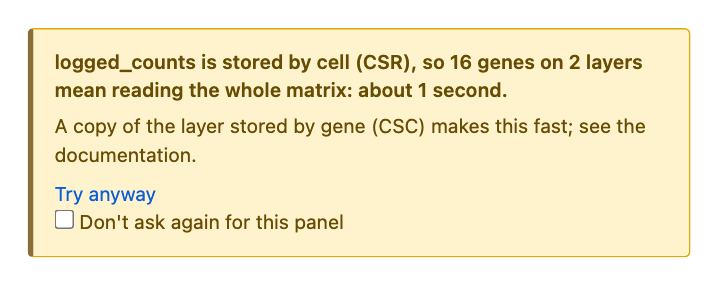 logged_counts is stored by cell (CSR), so 16 genes on 2 layers
mean reading the whole matrix: about 1 second.
A copy of the layer stored by gene (CSC) makes this fast; see the
documentation.
Try anyway
Don't ask again for this panel